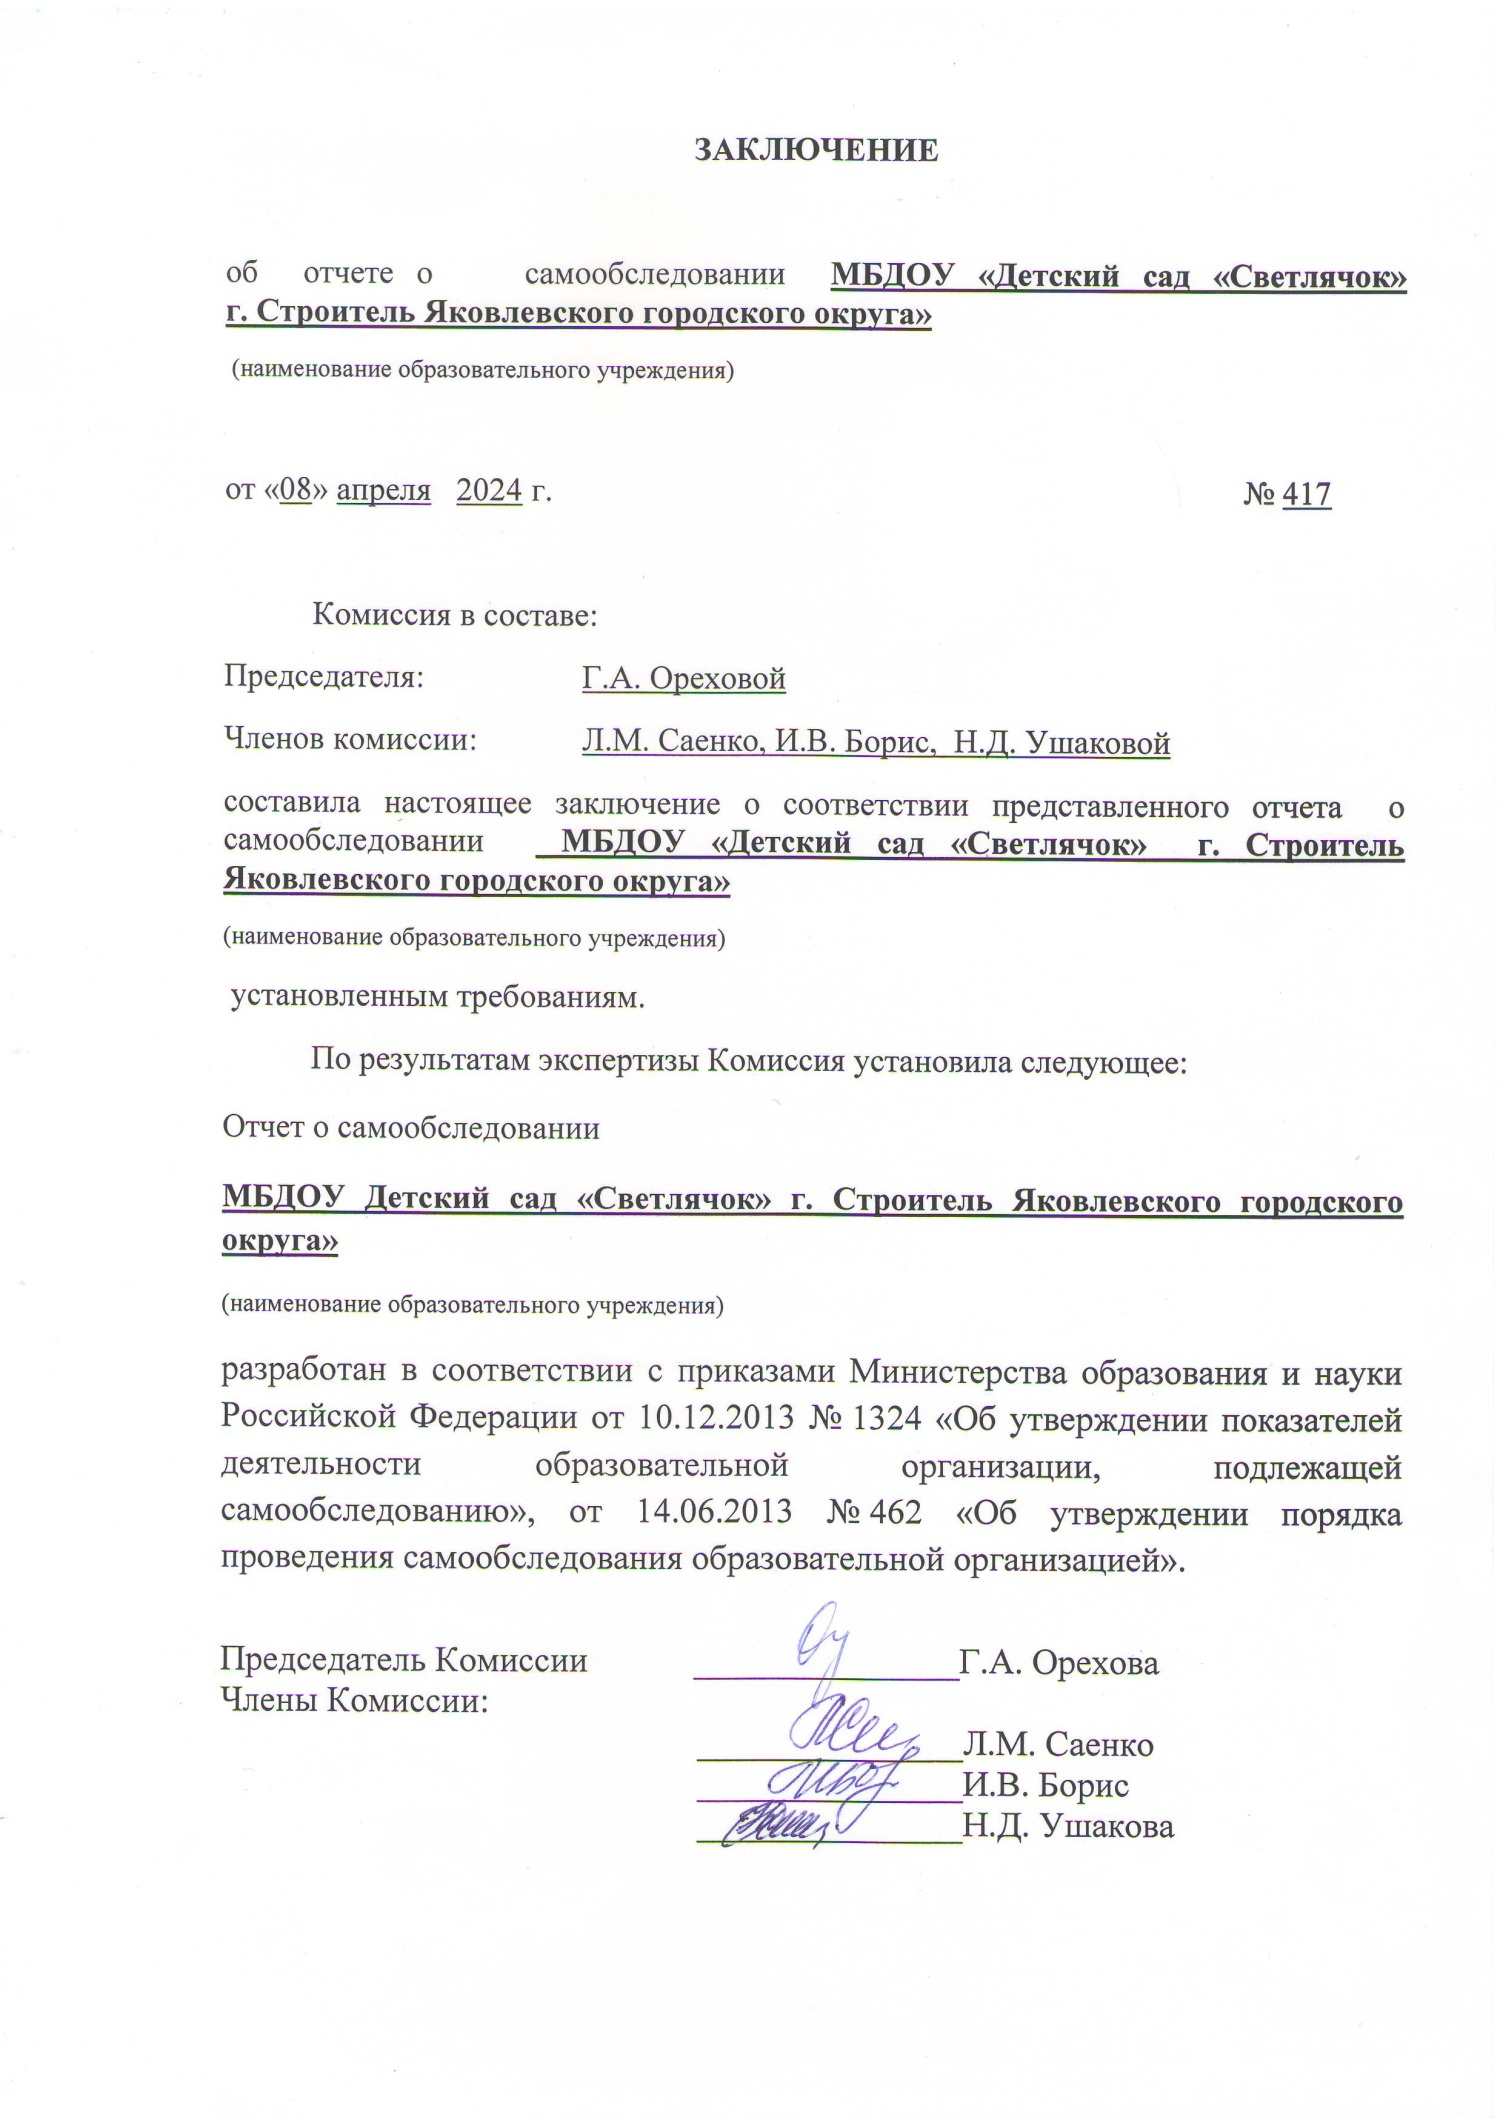 ЗАКЛЮЧЕНИЕ
об отчете о самообследовании МБДОУ «Детский сад «Светлячок»
г. Строитель Яковлевского городского округа»
(наименование образовательного учреждения)
от «08» апреля 2024 г. № 417
Комиссия в составе:
Председателя: Г.А. Ореховой
Членов комиссии: Л.М. Саенко, И.В. Борис, Н.Д. Ушаковой
составила настоящее заключение о соответствии представленного отчета о
самообследовании МБДОУ «Детский сад «Светлячок» г. Строитель
Яковлевского городского округа»
(наименование образовательного учреждения)
установленным требованиям.
По результатам экспертизы Комиссия установила следующее:
Отчет о самообследовании
МБДОУ Детский сад «Светлячок» г. Строитель Яковлевского городского
округа»
(наименование образовательного учреждения)
разработан в соответствии с приказами Министерства образования и науки
Российской Федерации от 10.12.2013 № 1324 «Об утверждении показателей
деятельности образовательной организации, подлежащей
самообследованию», от 14.06.2013 № 462 «Об утверждении порядка
проведения самообследования образовательной организацией».
Председатель Комиссии Г.А. Орехова
Члены Комиссии:
Л.М. Саенко
И.В. Борис
Н.Д. Ушакова